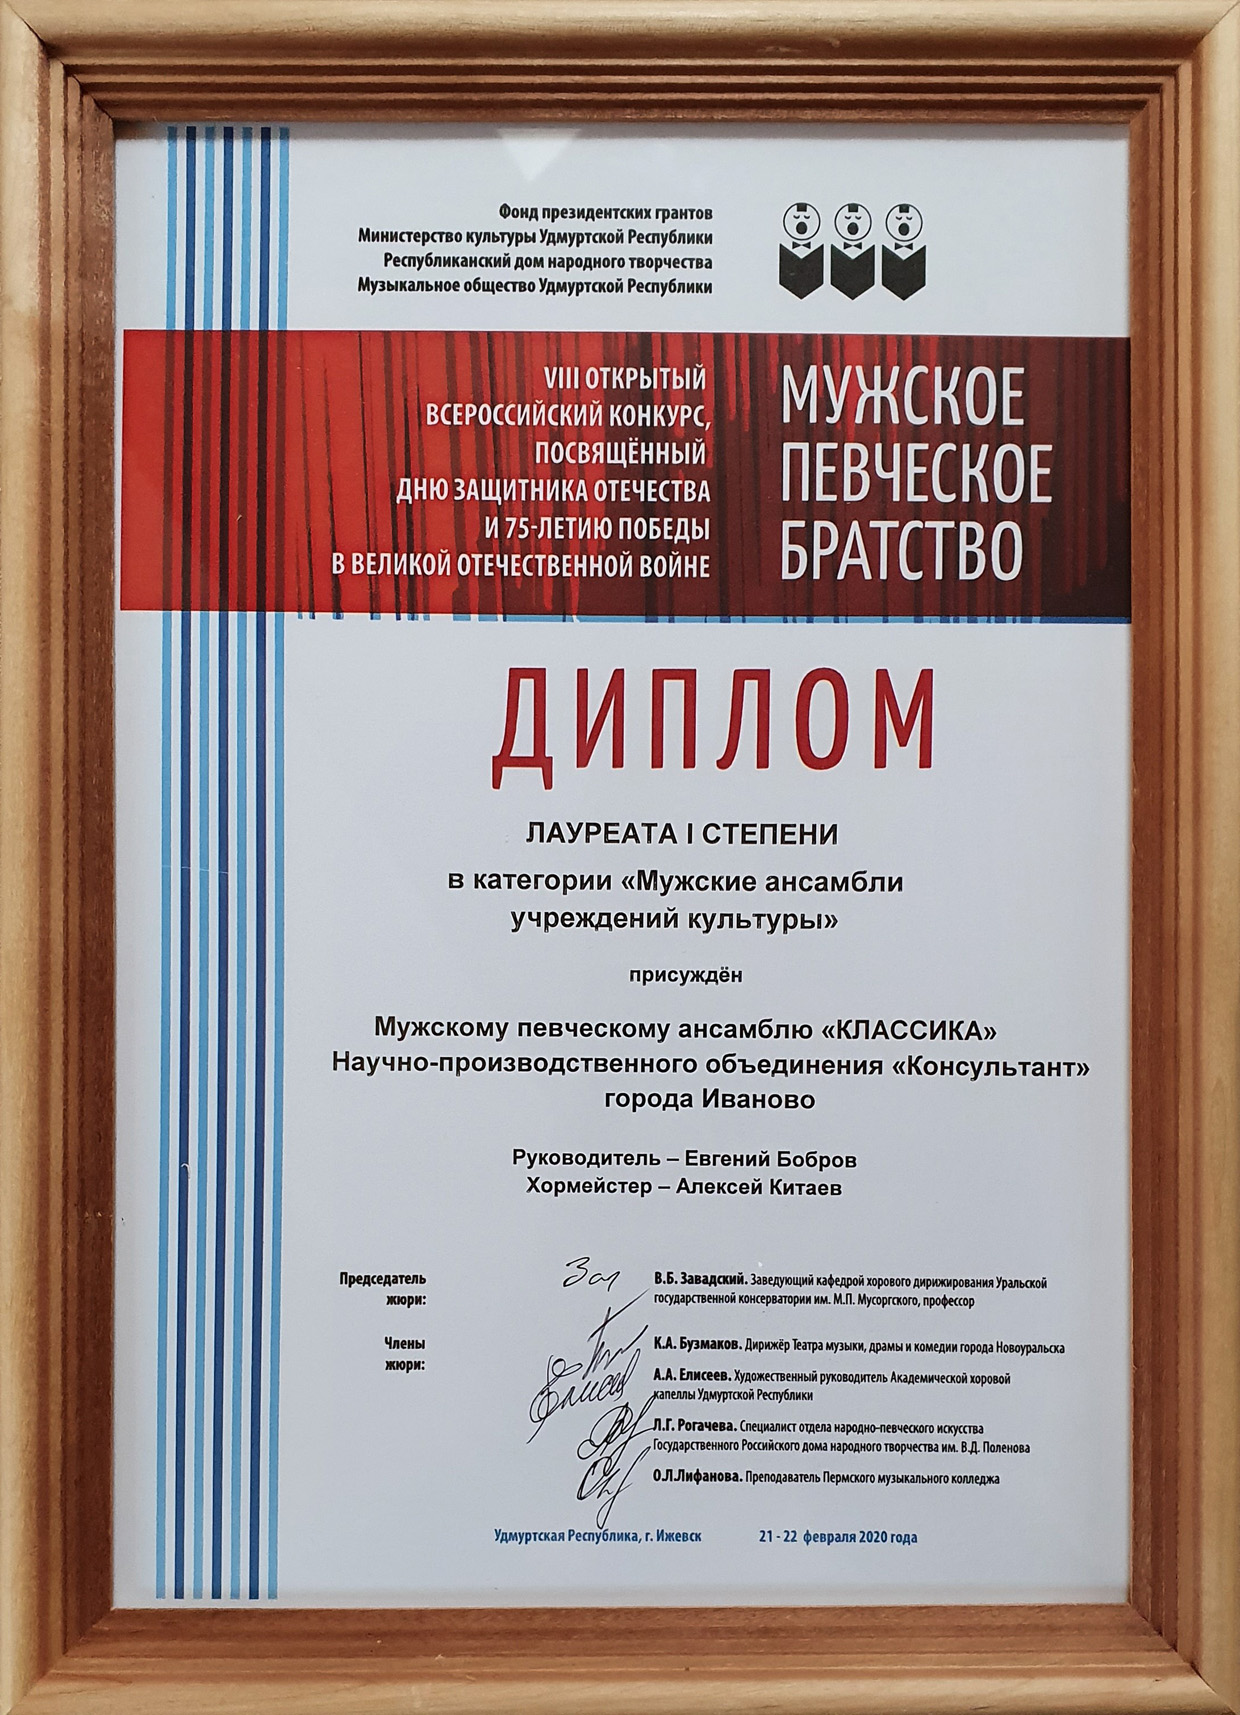 Фонд президентских грантов
Министерство культуры Удмуртской Республики
Республиканский дом народного творчества
Музыкальное общество Удмуртской Республики
VIII ОТКРЫТЫЙ
ВСЕРОССИЙСКИЙ КОНКУРС,
ПОСВЯЩЁННЫЙ
ДНЮ ЗАЩИТНИКА ОТЕЧЕСТВА
И 75-ЛЕТИЮ ПОБЕДЫ
В ВЕЛИКОЙ ОТЕЧЕСТВЕННОЙ ВОЙНЕ
МУЖСКОЕ
ПЕВЧЕСКОЕ
БРАТСТВО
ДИПЛОМ
ЛАУРЕАТА I СТЕПЕНИ
в категории «Мужские ансамбли
учреждений культуры»
присуждён
Мужскому певческому ансамблю «КЛАССИКА»
Научно-производственного объединения «Консультант»
города Иваново
Руководитель – Евгений Бобров
Хормейстер – Алексей Китаев
Председатель
жюри:
В.Б. Завадский. Заведующий кафедрой хорового дирижирования Уральской
государственной консерватории им. М.П. Мусоргского, профессор
Члены
жюри:
К.А. Бузмаков. Дирижёр Театра музыки, драмы и комедии города Новоуральска
А.А. Елисеев. Художественный руководитель Академической хоровой
капеллы Удмуртской Республики
Л.Г. Рогачева. Специалист отдела народно-певческого искусства
Государственного Российского дома народного творчества им. В.Д. Поленова
О.Л.Лифанова. Преподаватель Пермского музыкального колледжа
Удмуртская Республика, г. Ижевск 21 - 22 февраля 2020 года